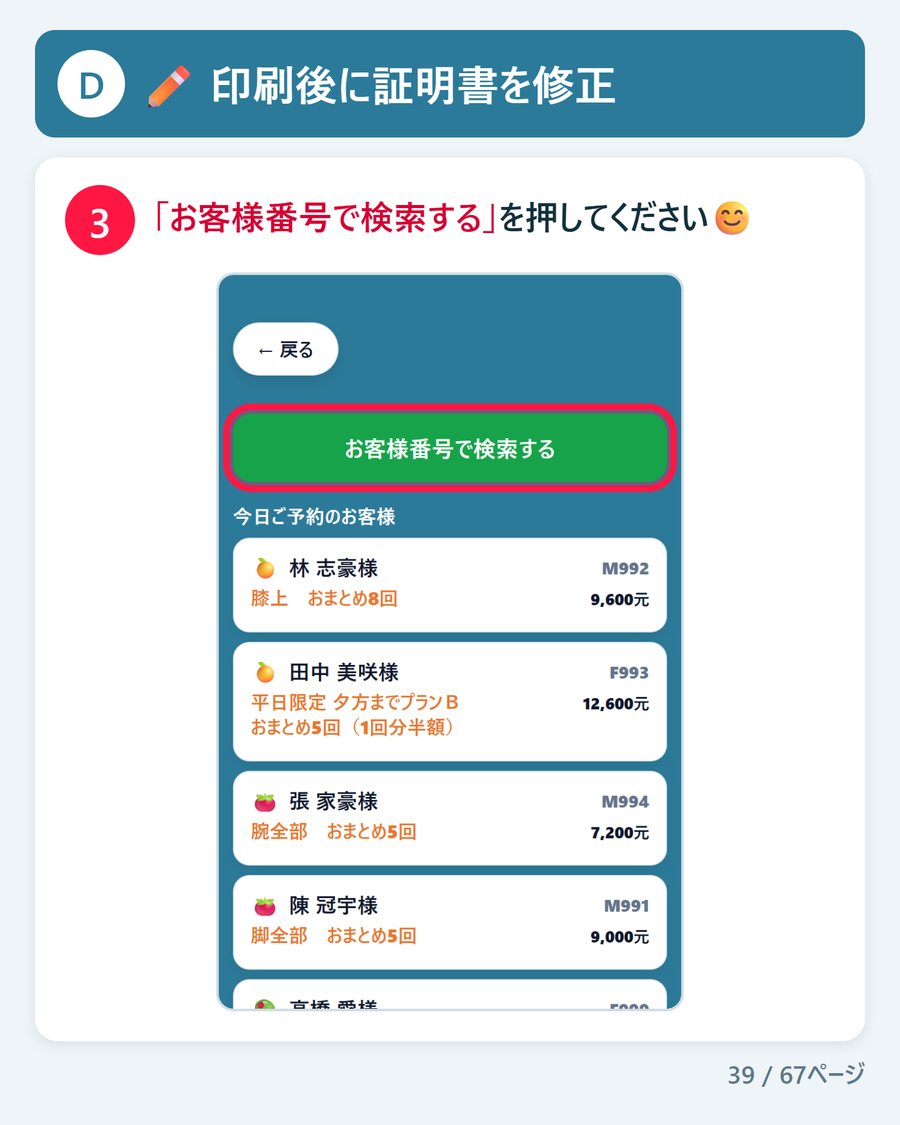 D 印刷後に証明書を修正
3 「お客様番号で検索する」を押してください
← 戻る
お客様番号で検索する
今日ご予約のお客様
林 志豪様 M992
膝上　おまとめ8回 9,600元
田中 美咲様 F993
平日限定 夕方までプランB 12,600元
おまとめ5回（1回分半額）
張 家豪様 M994
腕全部　おまとめ5回 7,200元
陳 冠宇様 M991
脚全部　おまとめ5回 9,000元
高橋 愛様
39 / 67ページ